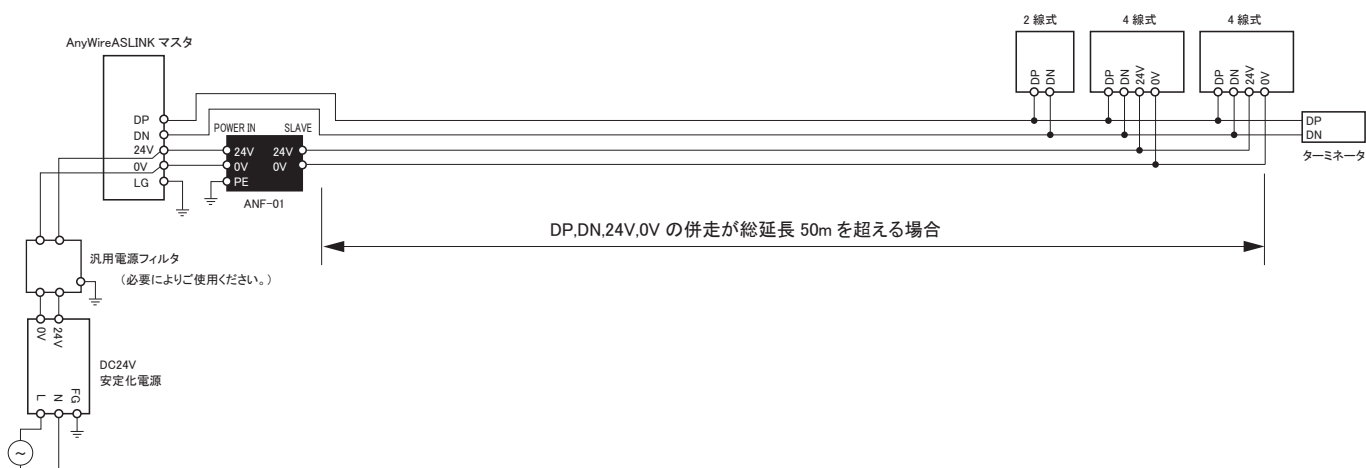 AnyWireASLINK マスタ
DP
DN
24V
0V
LG
POWER IN
SLAVE
24V
0V
PE
24V
0V
ANF-01
2 線式
DP
DN
4 線式
DP
DN
24V
0V
4 線式
DP
DN
24V
0V
DP
DN
ターミネータ
DP,DN,24V,0V の併走が総延長 50m を超える場合
汎用電源フィルタ
(必要によりご使用ください。)
0V
24V
DC24V
安定化電源
L
N
FG
~